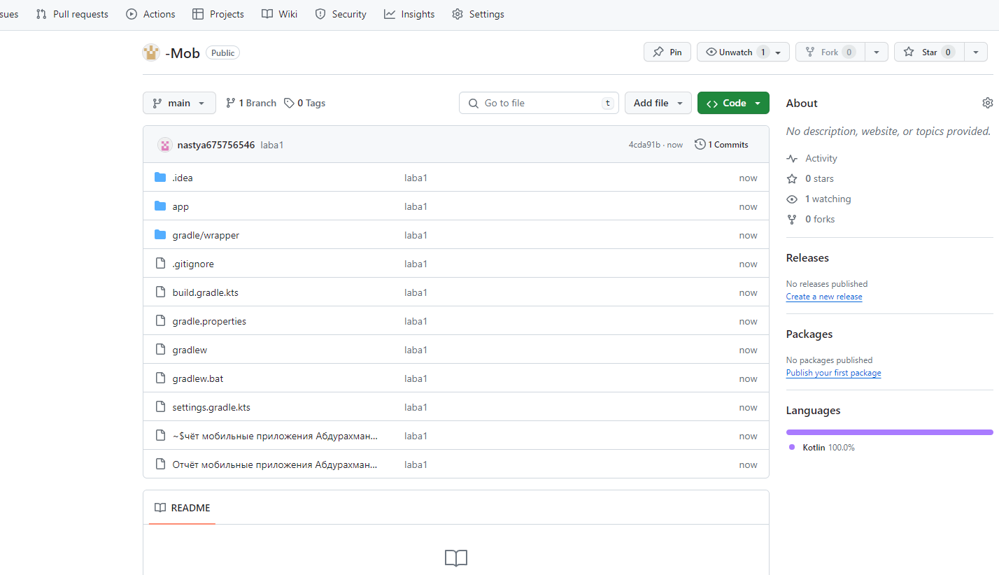 sues Pull requests Actions Projects Wiki Security Insights Settings
-Mob Public Pin Unwatch 1 Fork 0 Star 0
main 1 Branch 0 Tags Go to file t Add file Code
nastya675756546 laba1 4cda91b · now 1 Commits
.idea laba1 now
app laba1 now
gradle/wrapper laba1 now
.gitignore laba1 now
build.gradle.kts laba1 now
gradle.properties laba1 now
gradlew laba1 now
gradlew.bat laba1 now
settings.gradle.kts laba1 now
~$чёт мобильные приложения Абдурахман... laba1 now
Отчёт мобильные приложения Абдурахман... laba1 now
README
About
No description, website, or topics provided.
Activity
0 stars
1 watching
0 forks
Releases
No releases published
Create a new release
Packages
No packages published
Publish your first package
Languages
Kotlin 100.0%